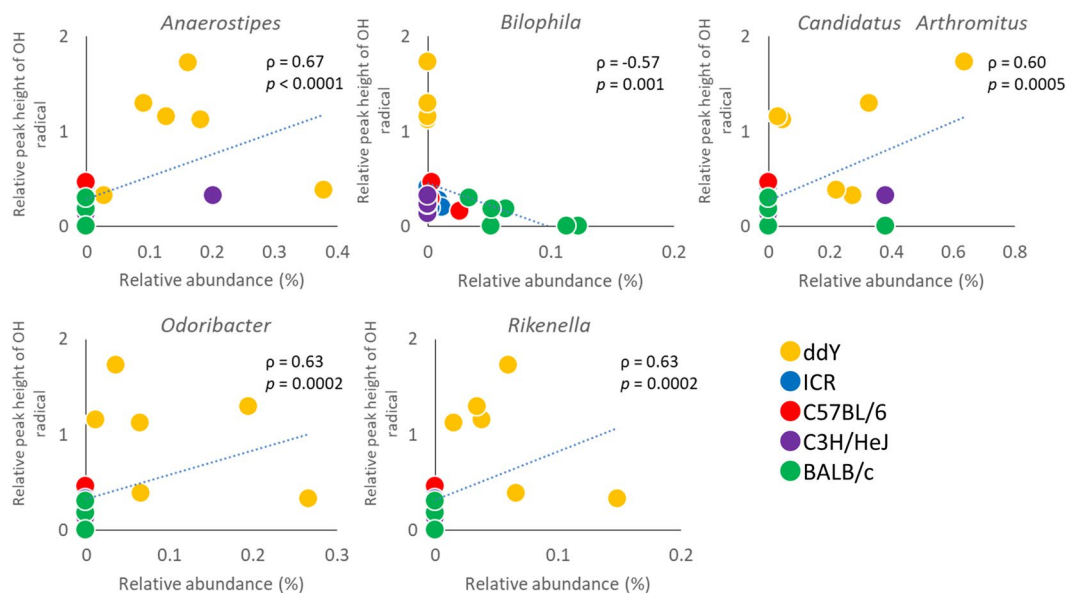 Anaerostipes
Relative peak height of OH
radical
2
1
0
ρ = 0.67
p < 0.0001
0
0.1
0.2
0.3
0.4
Relative abundance (%)
Bilophila
Relative peak height of OH
radical
2
1
0
ρ = -0.57
p = 0.001
0
0.1
0.2
Relative abundance (%)
Candidatus Arthromitus
Relative peak height of OH
radical
2
1
0
ρ = 0.60
p = 0.0005
0
0.2
0.4
0.6
0.8
Relative abundance (%)
Odoribacter
Relative peak height of OH
radical
2
1
0
ρ = 0.63
p = 0.0002
0
0.1
0.2
0.3
Relative abundance (%)
Rikenella
Relative peak height of OH
radical
2
1
0
ρ = 0.63
p = 0.0002
0
0.1
0.2
Relative abundance (%)
ddY
ICR
C57BL/6
C3H/HeJ
BALB/c